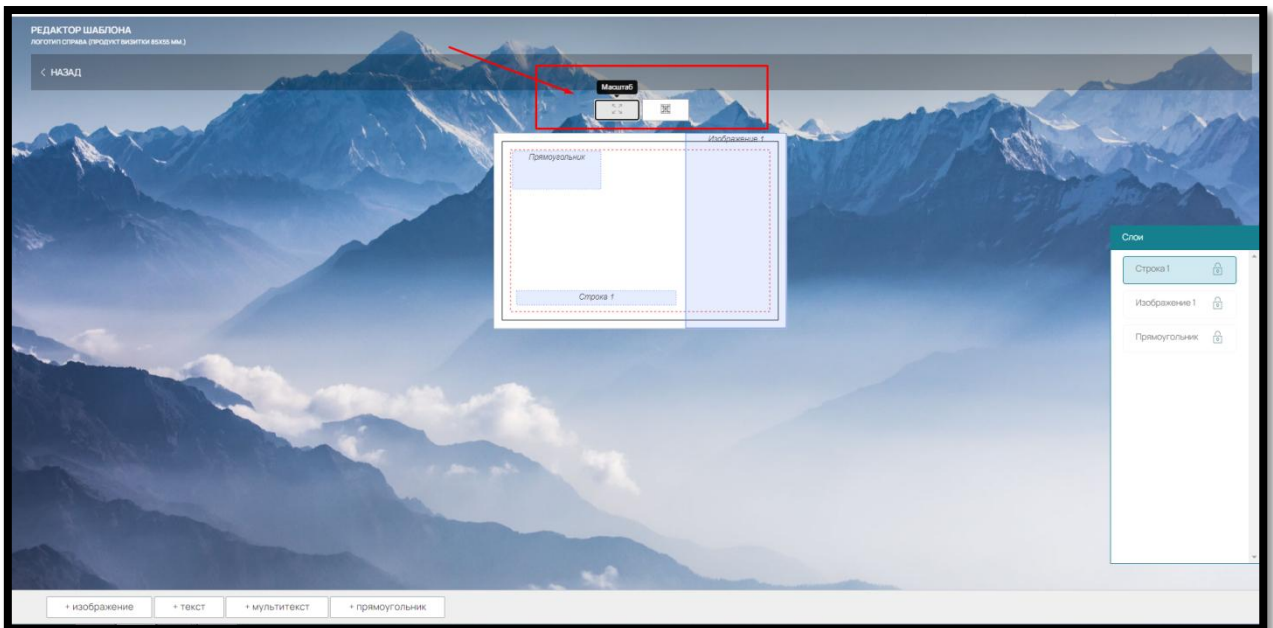 РЕДАКТОР ШАБЛОНА
ЛОГОТИП СПРАВА (ПРОДУКТ ВИЗИТКИ 85X55 ММ.)
< НАЗАД
Масштаб
Изображение 1
Прямоугольник
Строка 1
Слои
Строка 1
Изображение 1
Прямоугольник
+ изображение
+ текст
+ мультитекст
+ прямоугольник